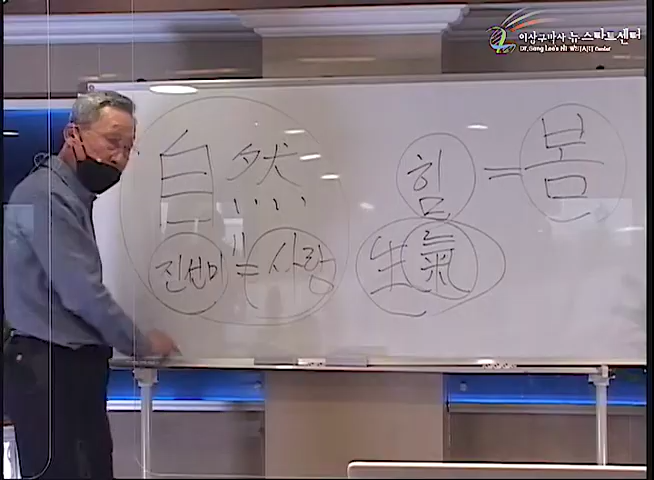 이상구박사 뉴스타트센터
Dr.Sang Lee's NEWSTART Center
自然
힘 = 봄
진선미 = 사랑
生氣